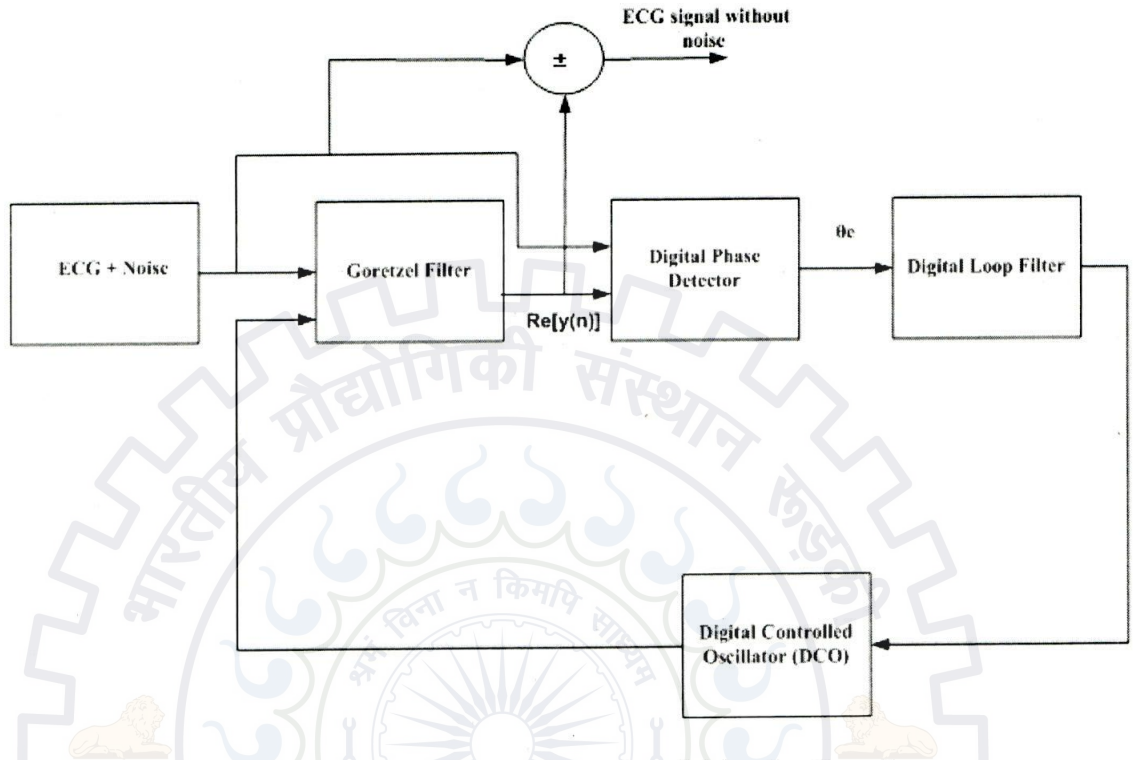 ECG signal without
noise
±
ECG + Noise
Goretzel Filter
Re[y(n)]
Digital Phase
Detector
θe
Digital Loop Filter
Digital Controlled
Oscillator (DCO)
भारतीय प्रौद्योगिकी संस्थान रूड़की
श्रमं विना न किमपि साध्यम